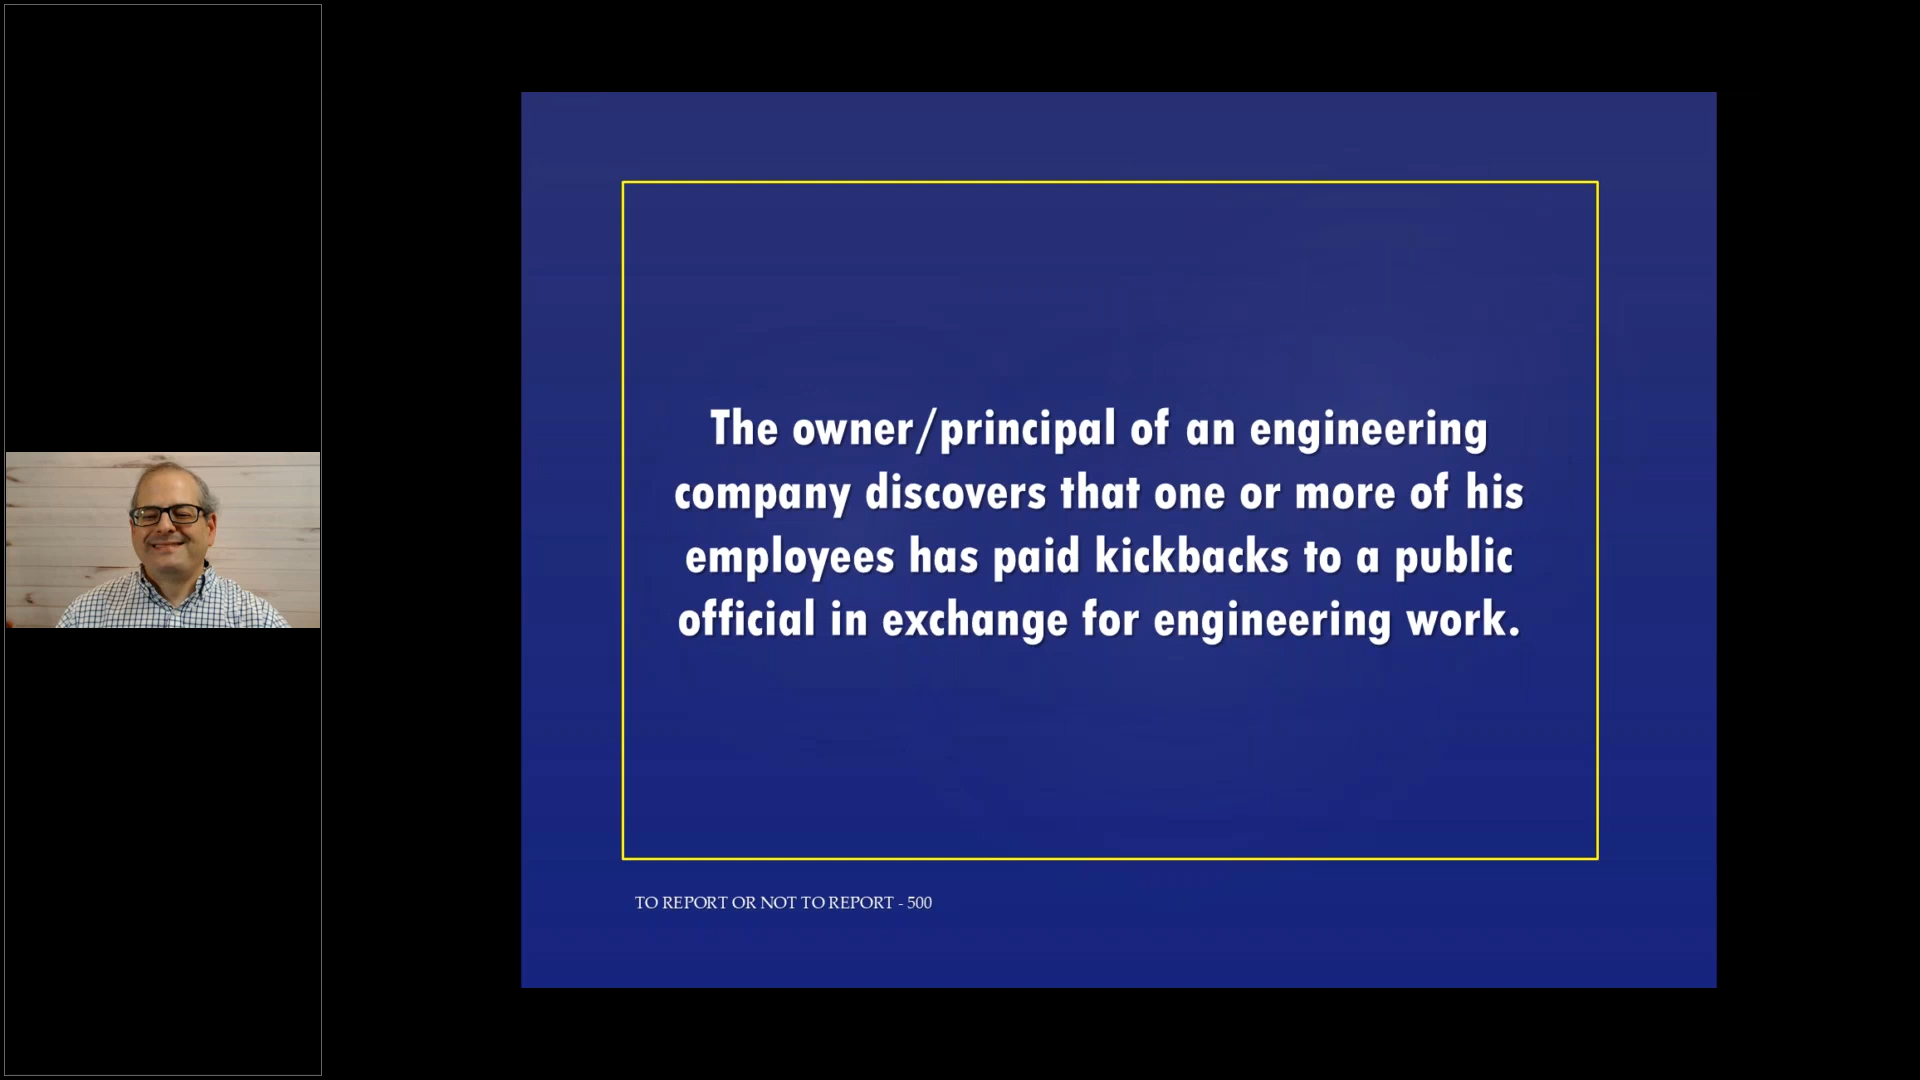 The owner/principal of an engineering
company discovers that one or more of his
employees has paid kickbacks to a public
official in exchange for engineering work.
TO REPORT OR NOT TO REPORT - 500